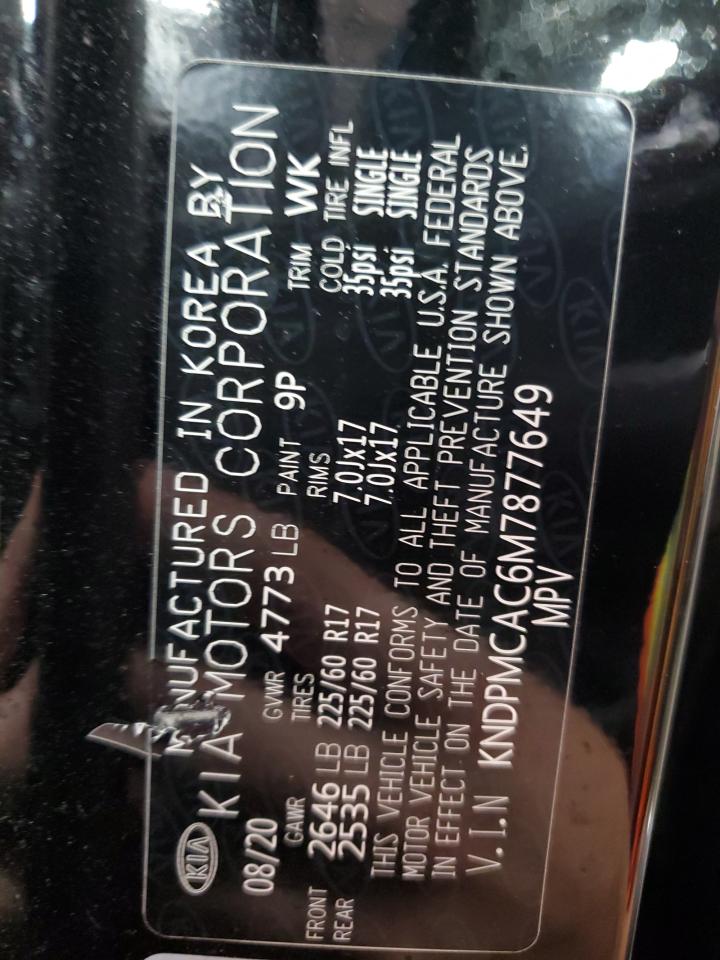 KIA MANUFACTURED IN KOREA BY
KIA MOTORS CORPORATION
08/20 GVWR 4773 LB PAINT 9P TRIM WK
GAWR TIRES RIMS COLD TIRE INFL
FRONT 2646 LB 225/60 R17 7.0Jx17 35psi SINGLE
REAR 2535 LB 225/60 R17 7.0Jx17 35psi SINGLE
THIS VEHICLE CONFORMS TO ALL APPLICABLE U.S.A. FEDERAL
MOTOR VEHICLE SAFETY AND THEFT PREVENTION STANDARDS
IN EFFECT ON THE DATE OF MANUFACTURE SHOWN ABOVE.
V.I.N KNDPMCAC6M7877649
MPV